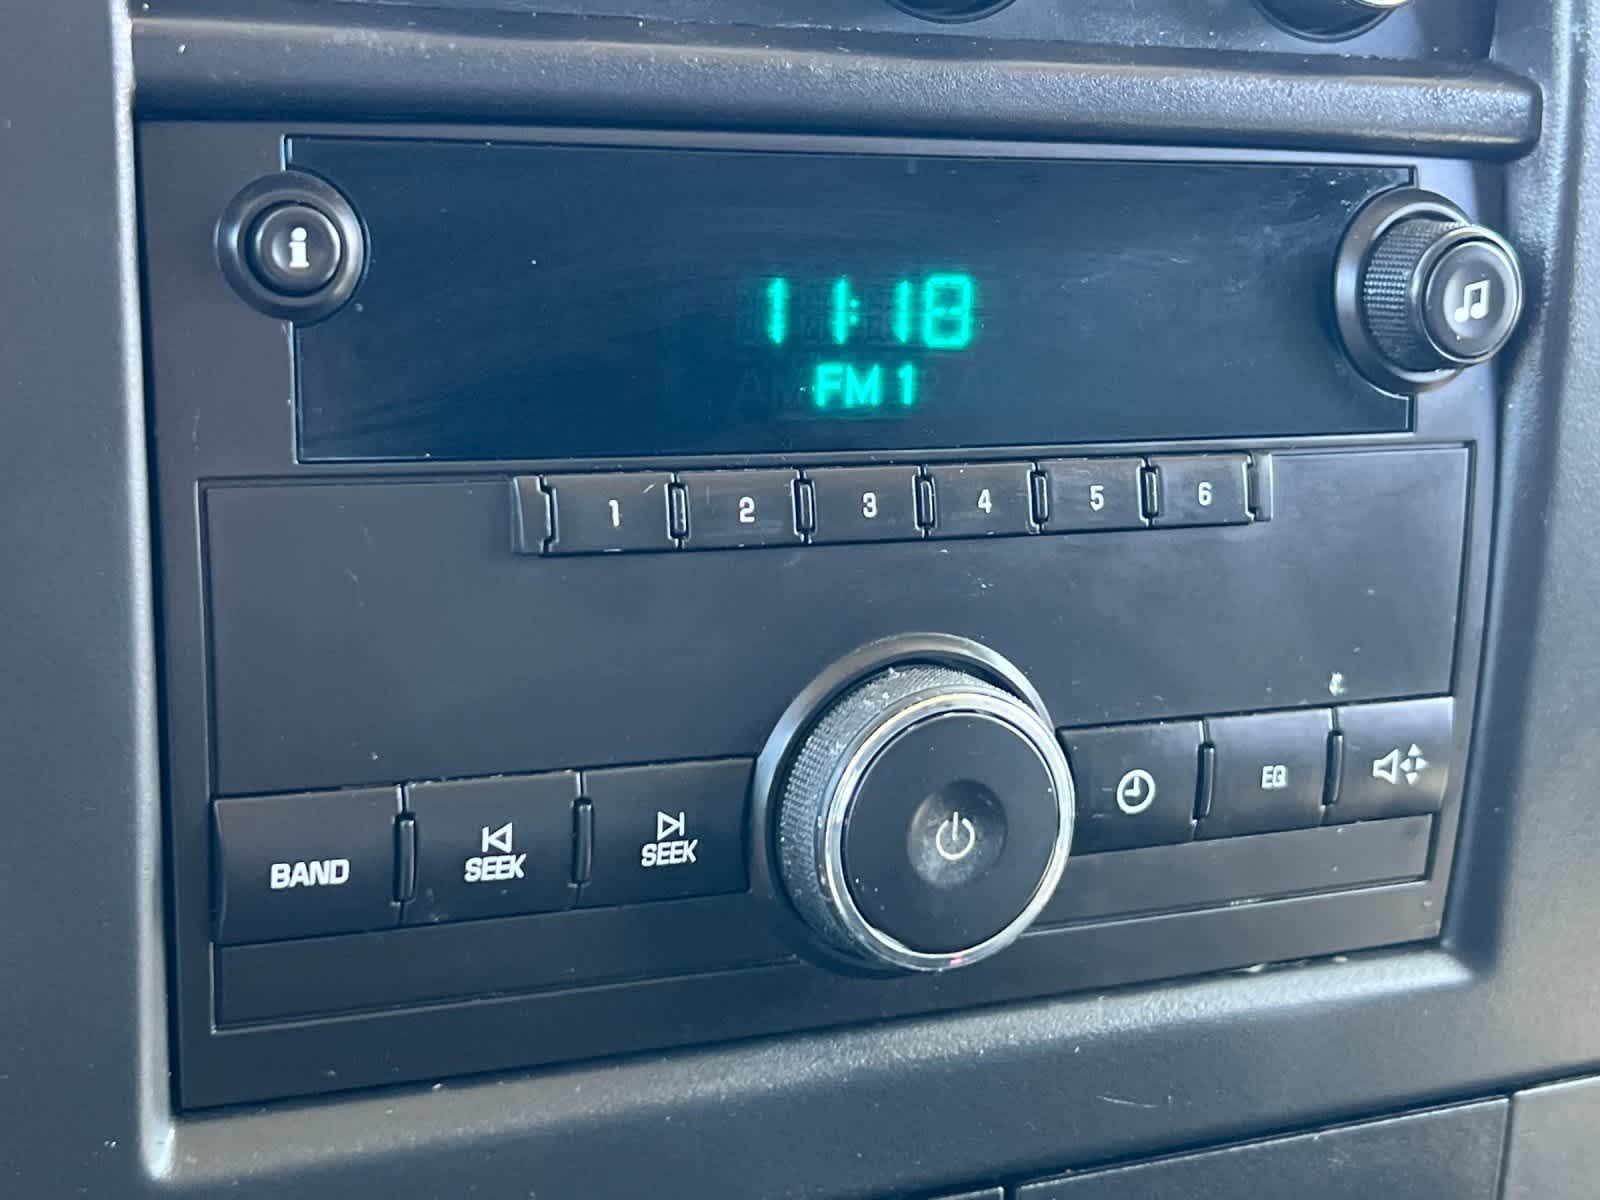 i
11:18
FM 1
1 2 3 4 5 6
BAND
SEEK
SEEK
EQ